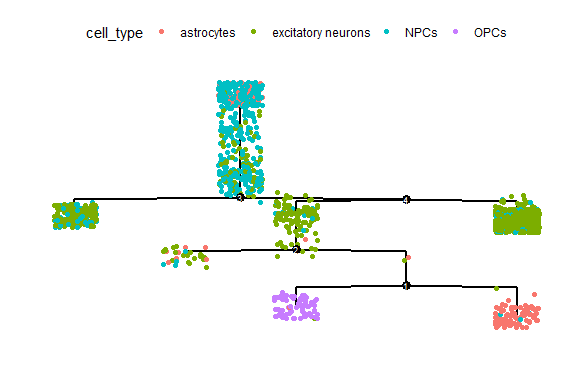 cell_type astrocytes excitatory neurons NPCs OPCs